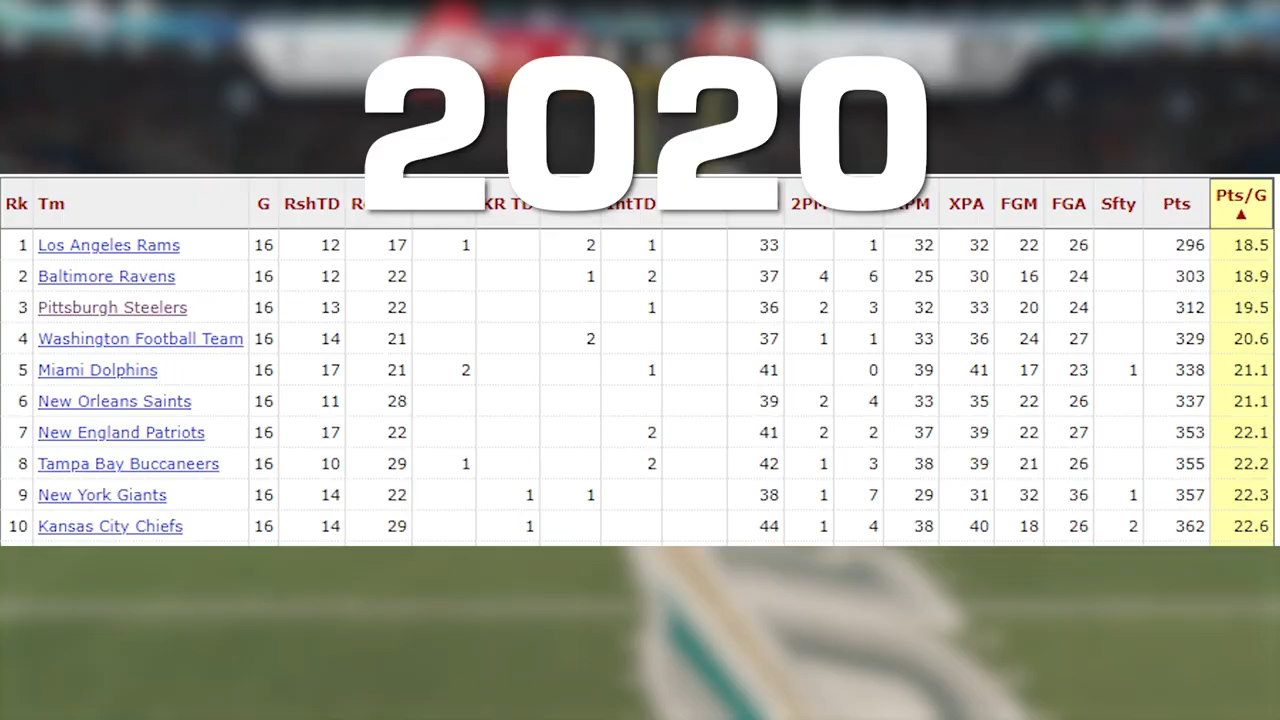 2020
Rk Tm G RshTD 2PM XPA FGM FGA Sfty Pts Pts/G ▲
1 Los Angeles Rams 16 12 17 1 2 1 33 1 32 32 22 26 296 18.5
2 Baltimore Ravens 16 12 22 1 2 37 4 6 25 30 16 24 303 18.9
3 Pittsburgh Steelers 16 13 22 1 36 2 3 32 33 20 24 312 19.5
4 Washington Football Team 16 14 21 2 37 1 1 33 36 24 27 329 20.6
5 Miami Dolphins 16 17 21 2 1 41 0 39 41 17 23 1 338 21.1
6 New Orleans Saints 16 11 28 39 2 4 33 35 22 26 337 21.1
7 New England Patriots 16 17 22 2 41 2 2 37 39 22 27 353 22.1
8 Tampa Bay Buccaneers 16 10 29 1 2 42 1 3 38 39 21 26 355 22.2
9 New York Giants 16 14 22 1 1 38 1 7 29 31 32 36 1 357 22.3
10 Kansas City Chiefs 16 14 29 1 44 1 4 38 40 18 26 2 362 22.6